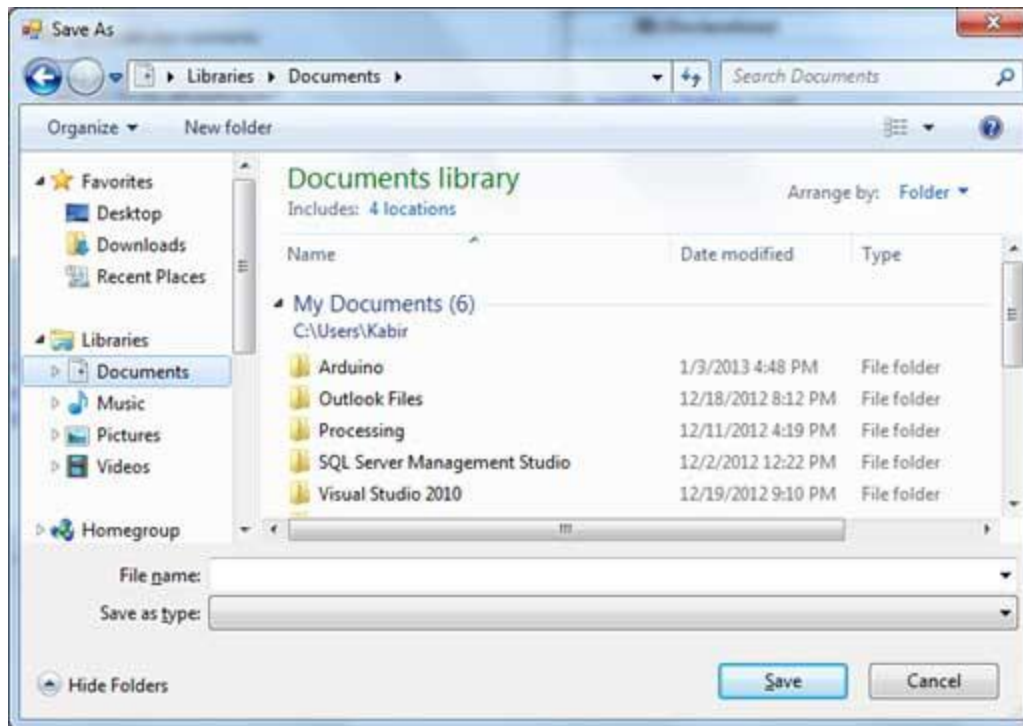 Save As
Libraries Documents
Search Documents
Organize New folder
Favorites
Desktop
Downloads
Recent Places
Libraries
Documents
Music
Pictures
Videos
Homegroup
Documents library
Includes: 4 locations
Arrange by: Folder
Name Date modified Type
My Documents (6)
C:\Users\Kabir
Arduino 1/3/2013 4:48 PM File folder
Outlook Files 12/18/2012 8:12 PM File folder
Processing 12/11/2012 4:19 PM File folder
SQL Server Management Studio 12/2/2012 12:22 PM File folder
Visual Studio 2010 12/19/2012 9:10 PM File folder
File name:
Save as type:
Hide Folders
Save Cancel